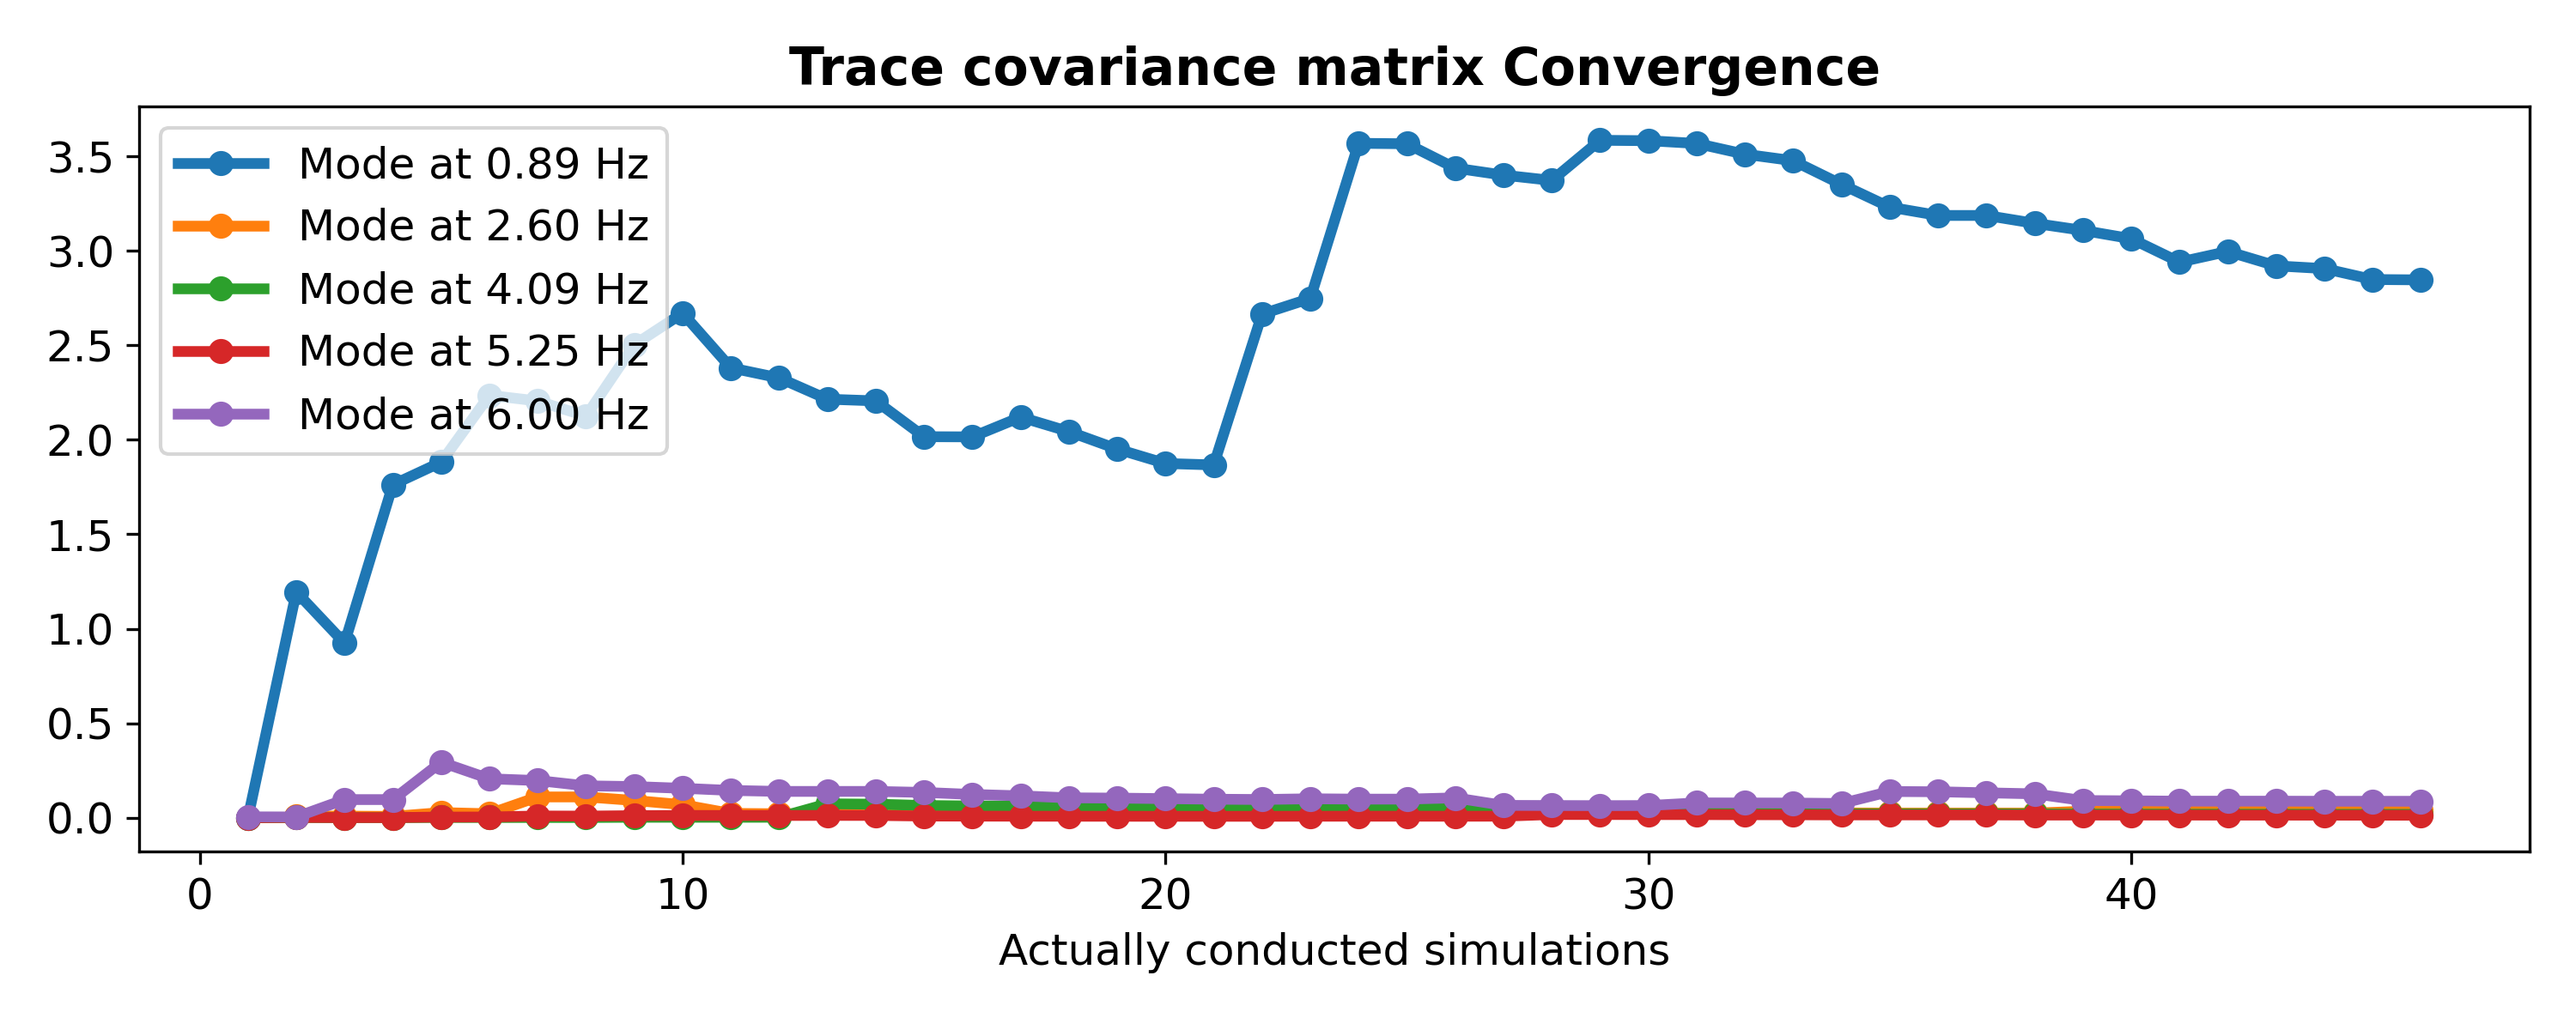 Trace covariance matrix Convergence
3.5
3.0
2.5
2.0
1.5
1.0
0.5
0.0
Mode at 0.89 Hz
Mode at 2.60 Hz
Mode at 4.09 Hz
Mode at 5.25 Hz
Mode at 6.00 Hz
0 10 20 30 40
Actually conducted simulations